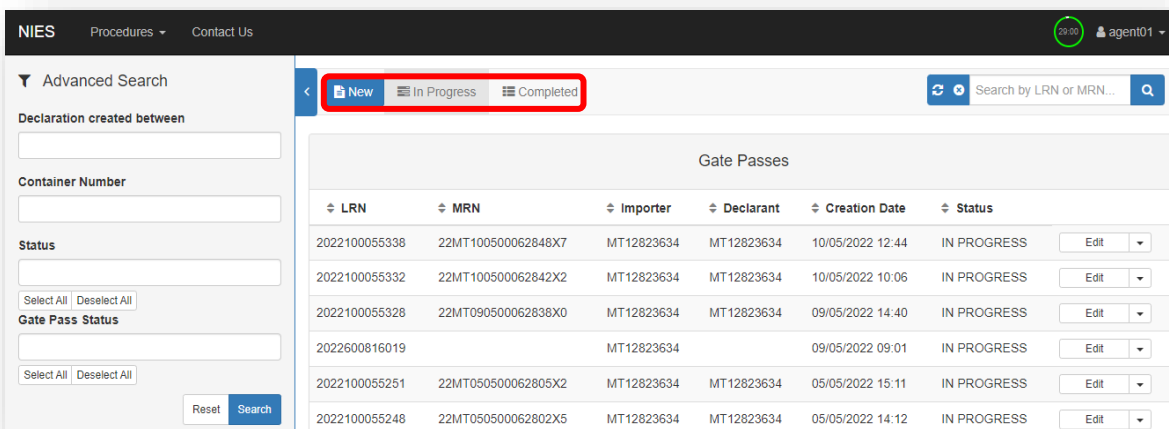 NIES Procedures Contact Us 29:00 agent01
Advanced Search
Declaration created between
Container Number
Status
Select All Deselect All
Gate Pass Status
Select All Deselect All
Reset Search
New In Progress Completed Search by LRN or MRN...
Gate Passes
LRN MRN Importer Declarant Creation Date Status
2022100055338 22MT100500062848X7 MT12823634 MT12823634 10/05/2022 12:44 IN PROGRESS Edit
2022100055332 22MT100500062842X2 MT12823634 MT12823634 10/05/2022 10:06 IN PROGRESS Edit
2022100055328 22MT090500062838X0 MT12823634 MT12823634 09/05/2022 14:40 IN PROGRESS Edit
2022600816019 MT12823634 09/05/2022 09:01 IN PROGRESS Edit
2022100055251 22MT050500062805X2 MT12823634 MT12823634 05/05/2022 15:11 IN PROGRESS Edit
2022100055248 22MT050500062802X5 MT12823634 MT12823634 05/05/2022 14:12 IN PROGRESS Edit